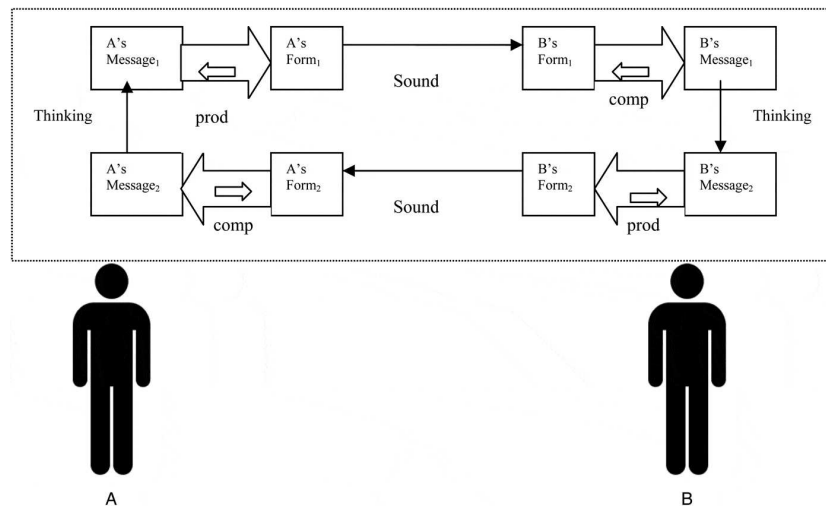 A's
Message₁
A's
Form₁
B's
Form₁
B's
Message₁
Sound
comp
Thinking
prod
Thinking
A's
Message₂
A's
Form₂
B's
Form₂
B's
Message₂
Sound
comp
prod
A
B